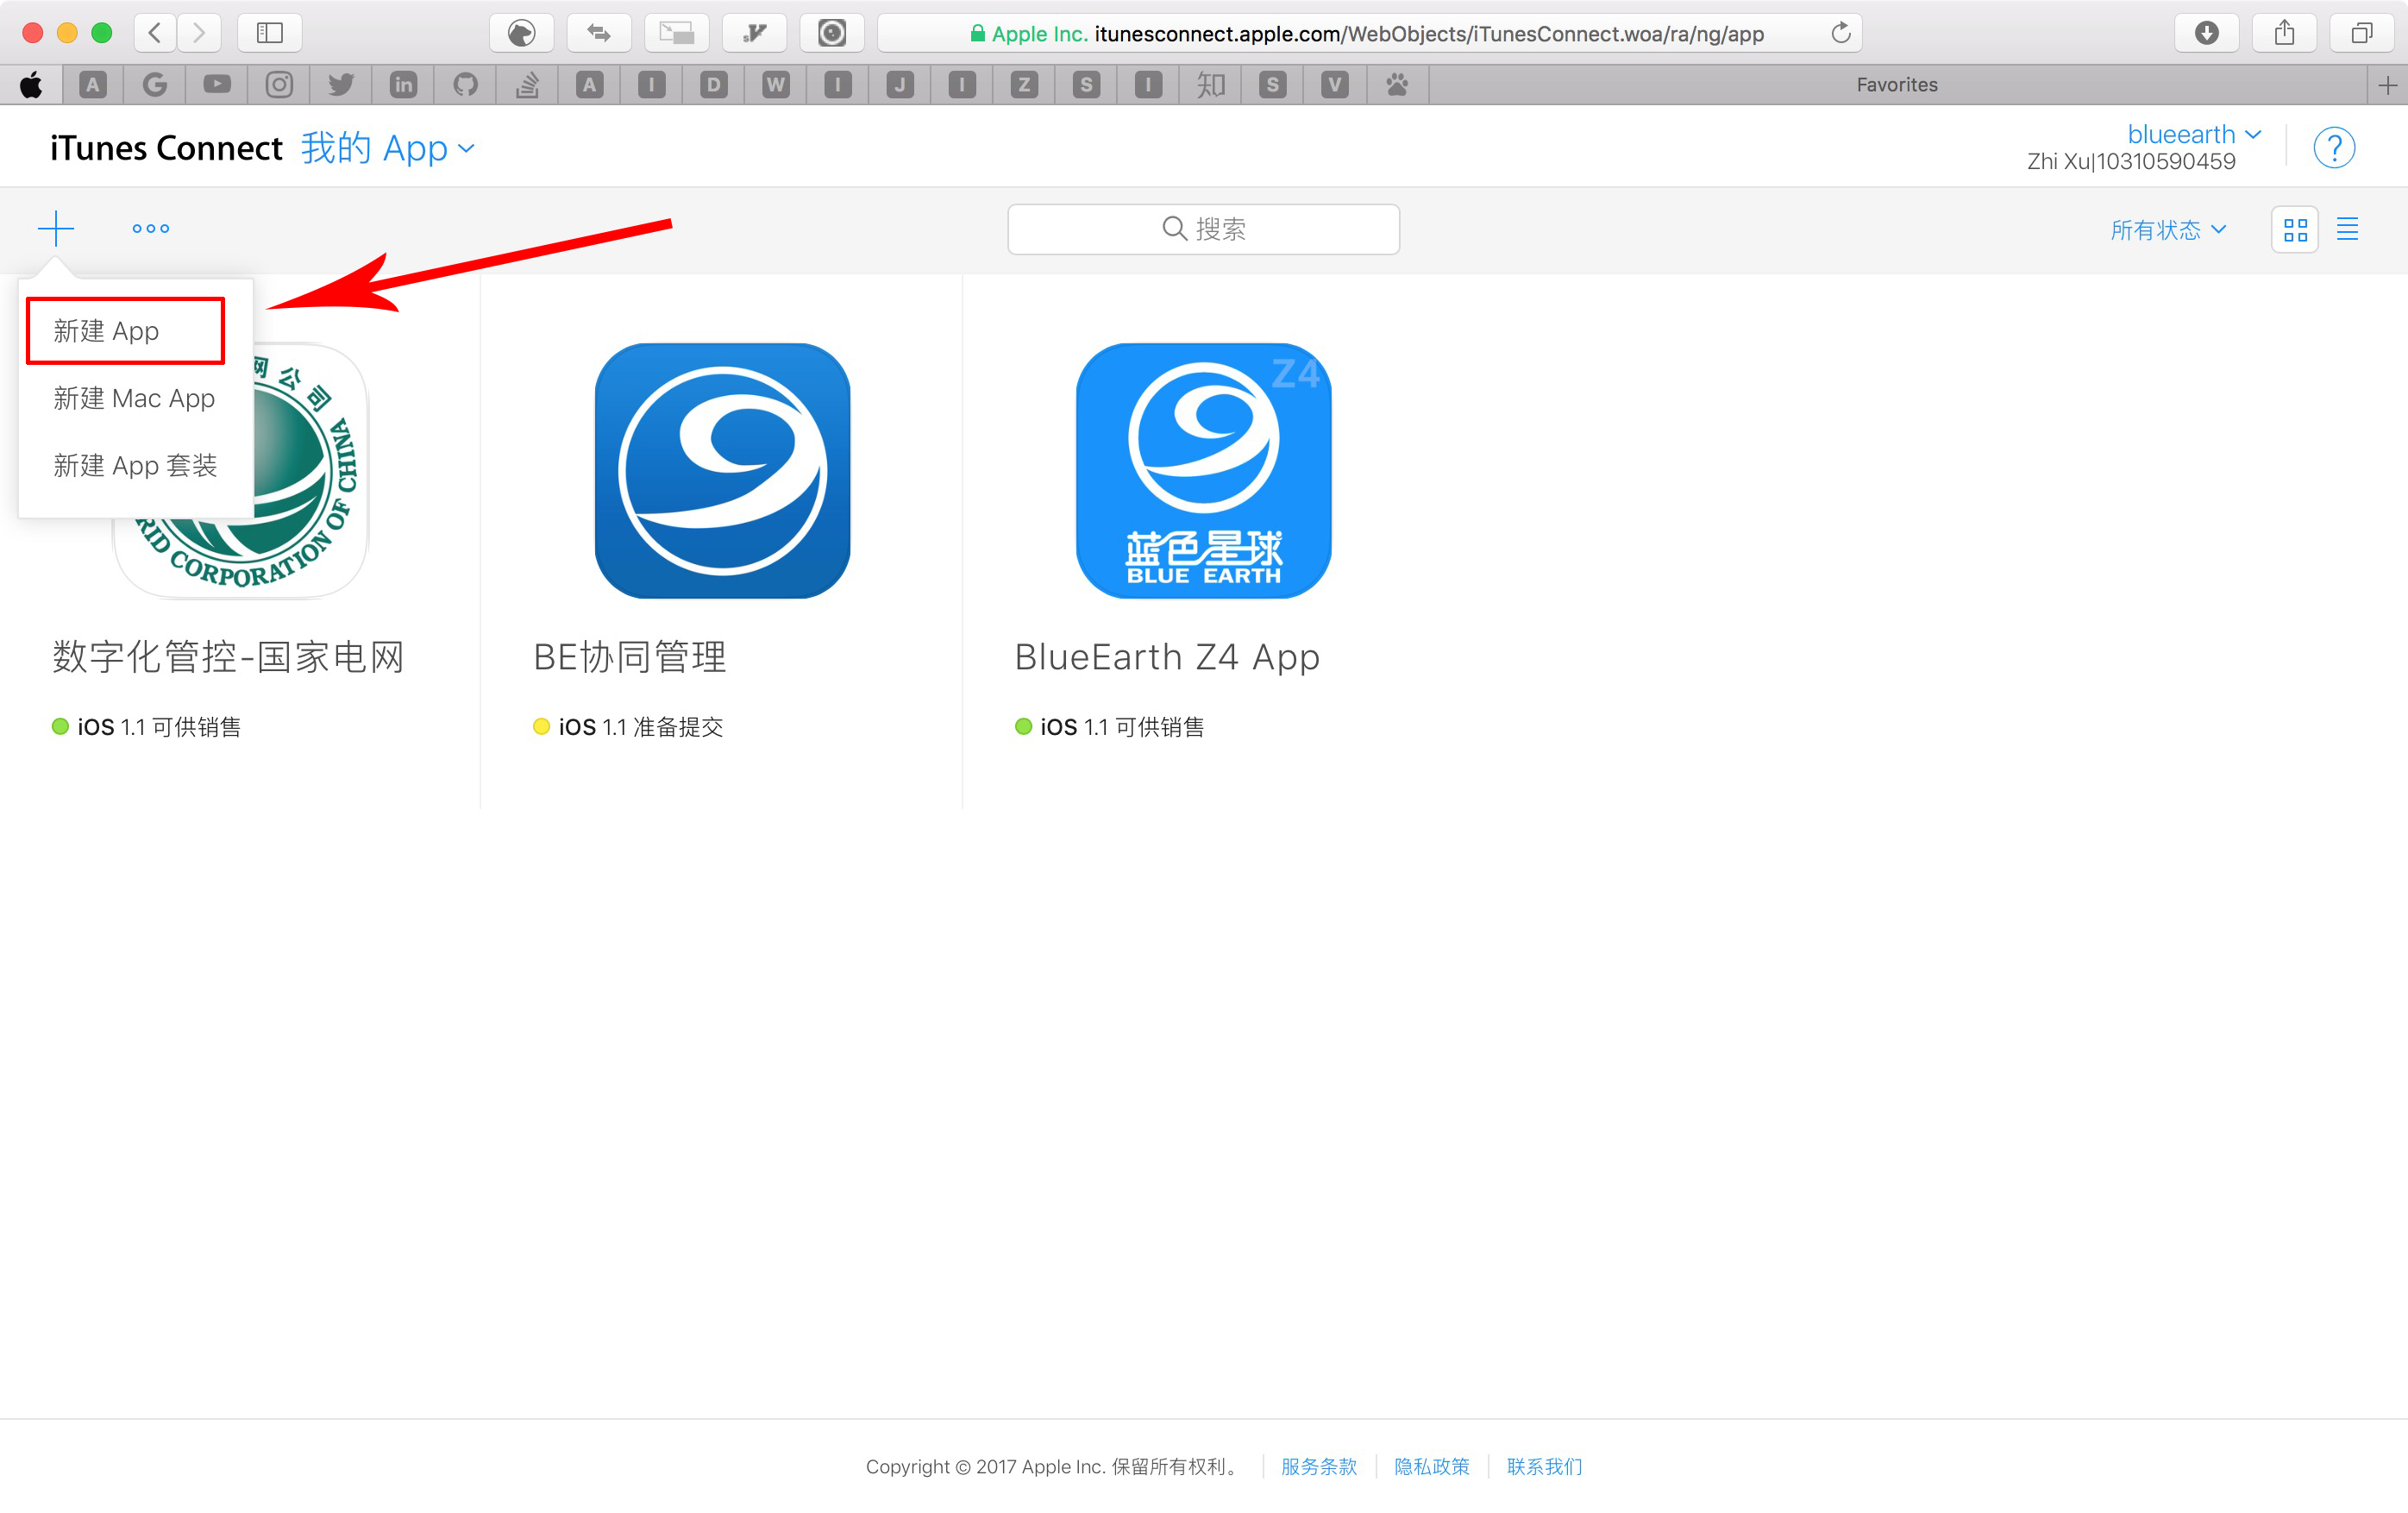 Apple Inc. itunesconnect.apple.com/WebObjects/iTunesConnect.woa/ra/ng/app
A G in A I D W I J I Z S I 知 S V Favorites
iTunes Connect 我的 App
blueearth
Zhi Xu|10310590459
?
搜索
所有状态
新建 App
新建 Mac App
新建 App 套装
网公司
CHINA
RID CORPORATION OF
Z4
蓝色星球
BLUE EARTH
数字化管控-国家电网
BE协同管理
BlueEarth Z4 App
iOS 1.1 可供销售
iOS 1.1 准备提交
iOS 1.1 可供销售
Copyright © 2017 Apple Inc. 保留所有权利。 服务条款 隐私政策 联系我们